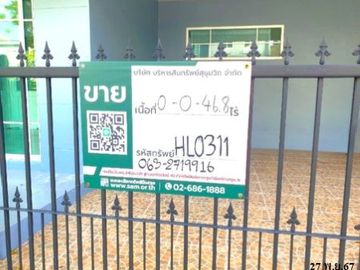 บริษัท บริหารสินทรัพย์สุขุมวิท จำกัด
ขาย
เนื้อที่ 0-0-46.8 ไร่
รหัสทรัพย์ HL0311
063-2719916
www.sam.or.th
02-686-1888
27 พ.ย. 67